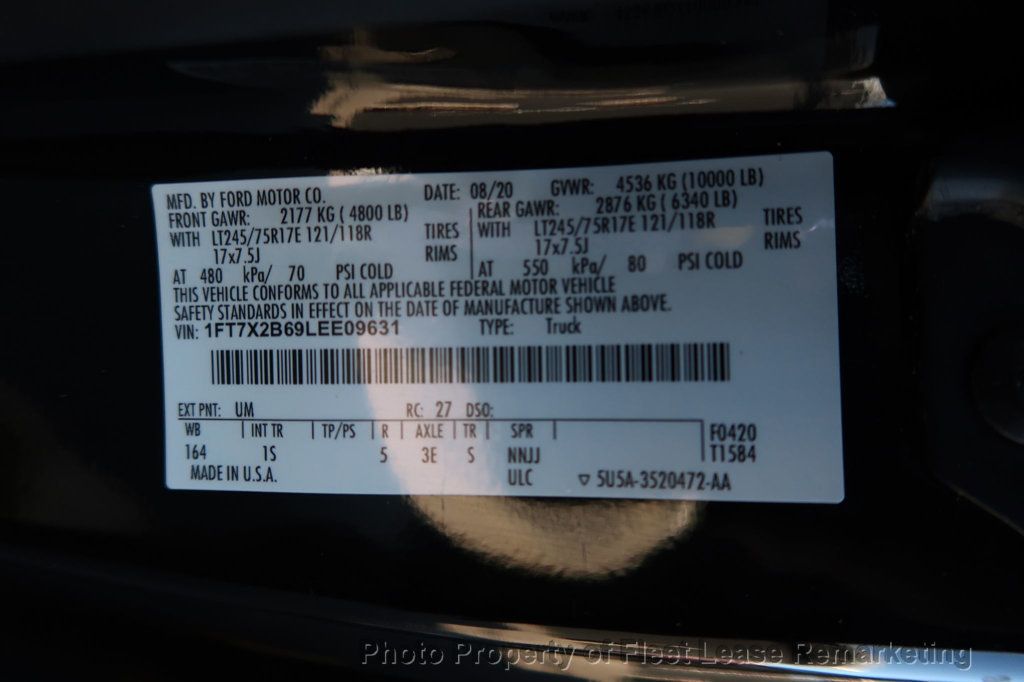 MFD. BY FORD MOTOR CO. DATE: 08/20 GVWR: 4536 KG (10000 LB)
FRONT GAWR: 2177 KG ( 4800 LB) REAR GAWR: 2876 KG ( 6340 LB)
WITH LT245/75R17E 121/118R TIRES WITH LT245/75R17E 121/118R TIRES
17x7.5J RIMS 17x7.5J RIMS
AT 480 kPa/ 70 PSI COLD AT 550 kPa/ 80 PSI COLD
THIS VEHICLE CONFORMS TO ALL APPLICABLE FEDERAL MOTOR VEHICLE
SAFETY STANDARDS IN EFFECT ON THE DATE OF MANUFACTURE SHOWN ABOVE.
VIN: 1FT7X2B69LEE09631 TYPE: Truck
EXT PNT: UM RC: 27 DSO:
WB INT TR TP/PS R AXLE TR SPR F0420
164 1S 5 3E S NNJJ T1584
MADE IN U.S.A. ULC ▽ 5U5A-3520472-AA
Photo Property of Fleet Lease Remarketing